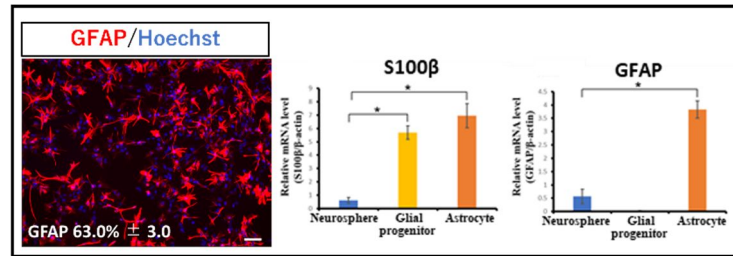 GFAP/Hoechst
GFAP 63.0% ± 3.0
S100β
Relative mRNA level
(S100β/β-actin)
9
8
7
6
5
4
3
2
1
0
*
*
Neurosphere
Glial
progenitor
Astrocyte
GFAP
Relative mRNA level
(GFAP/β-actin)
4.5
4
3.5
3
2.5
2
1.5
1
0.5
0
*
Neurosphere
Glial
progenitor
Astrocyte